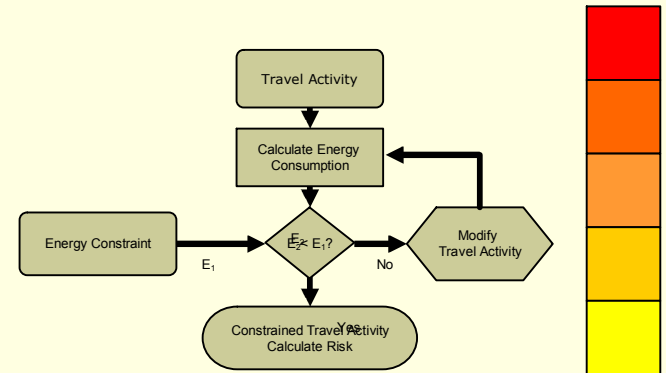 Travel Activity
Calculate Energy
Consumption
Energy Constraint
E₁
E₂
E₂< E₁?
No
Modify
Travel Activity
Yes
Constrained Travel Activity
Calculate Risk